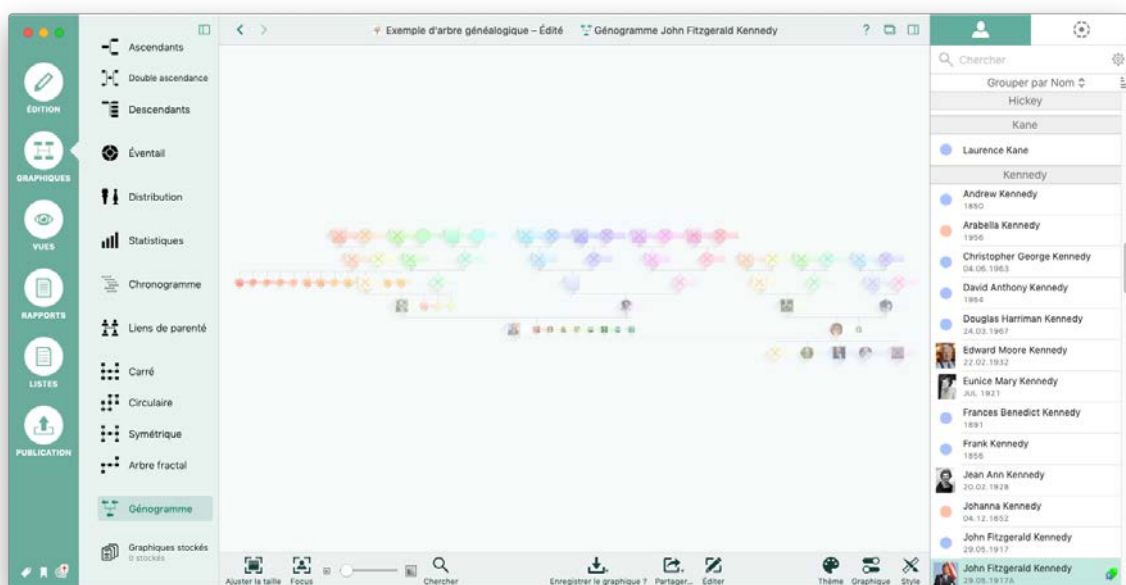 Exemple d'arbre généalogique – Édité
Génogramme John Fitzgerald Kennedy
?
ÉDITION
GRAPHIQUES
VUES
RAPPORTS
LISTES
PUBLICATION
Ascendants
Double ascendance
Descendants
Éventail
Distribution
Statistiques
Chronogramme
Liens de parenté
Carré
Circulaire
Symétrique
Arbre fractal
Génogramme
Graphiques stockés
0 stockés
Ajuster la taille
Focus
Chercher
Enregistrer le graphique ?
Partager...
Éditer
Thème
Graphique
Style
Chercher
Grouper par Nom
Hickey
Kane
Laurence Kane
Kennedy
Andrew Kennedy
1850
Arabella Kennedy
1956
Christopher George Kennedy
04.06.1963
David Anthony Kennedy
1984
Douglas Harriman Kennedy
24.03.1967
Edward Moore Kennedy
22.02.1932
Eunice Mary Kennedy
JUL 1921
Frances Benedict Kennedy
1891
Frank Kennedy
1856
Jean Ann Kennedy
20.02.1928
Johanna Kennedy
04.12.1852
John Fitzgerald Kennedy
29.05.1917
John Fitzgerald Kennedy
29.05.1917A